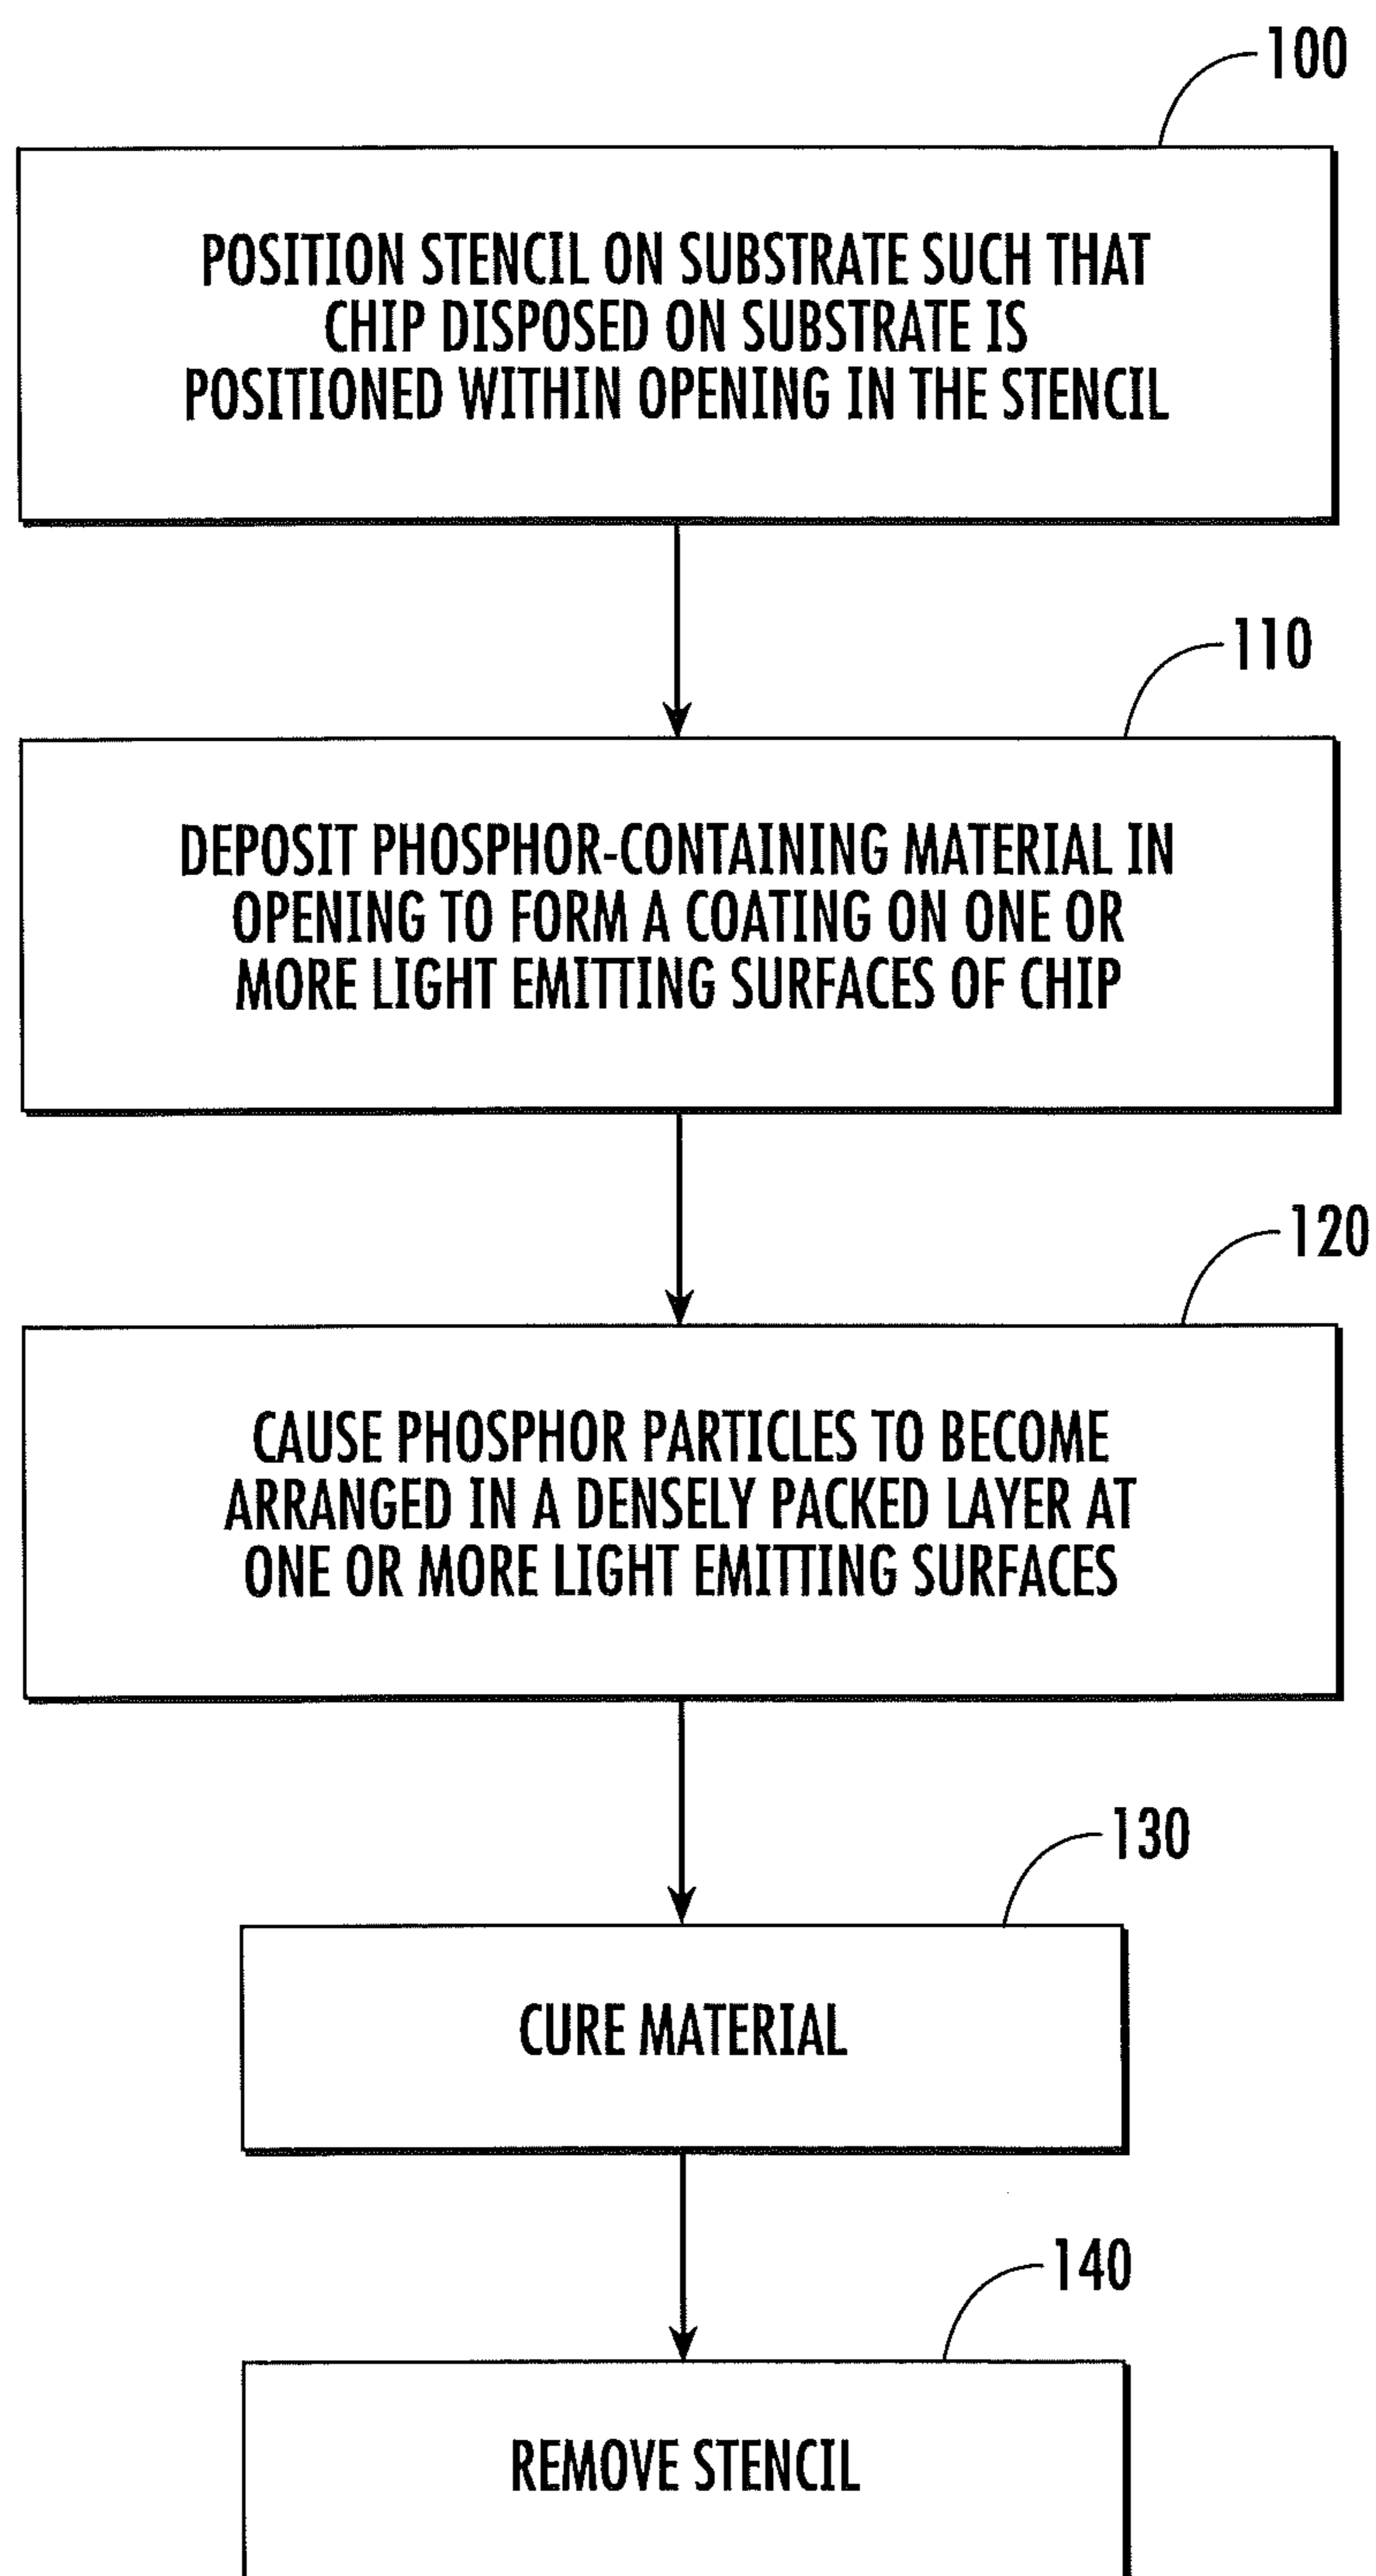 100
POSITION STENCIL ON SUBSTRATE SUCH THAT
CHIP DISPOSED ON SUBSTRATE IS
POSITIONED WITHIN OPENING IN THE STENCIL
110
DEPOSIT PHOSPHOR-CONTAINING MATERIAL IN
OPENING TO FORM A COATING ON ONE OR
MORE LIGHT EMITTING SURFACES OF CHIP
120
CAUSE PHOSPHOR PARTICLES TO BECOME
ARRANGED IN A DENSELY PACKED LAYER AT
ONE OR MORE LIGHT EMITTING SURFACES
130
CURE MATERIAL
140
REMOVE STENCIL